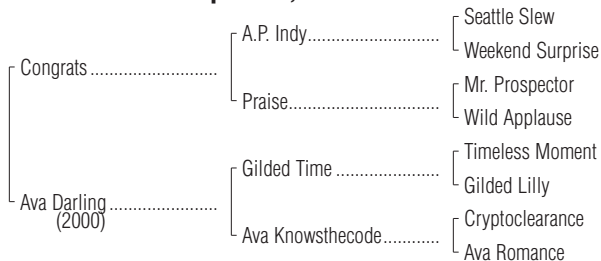 Seattle Slew
A.P. Indy..................................
Weekend Surprise
Congrats ................................
Mr. Prospector
Praise.......................................
Wild Applause
Timeless Moment
Gilded Time ............................
Gilded Lilly
Ava Darling ...........................
(2000)
Cryptoclearance
Ava Knowsthecode...............
Ava Romance